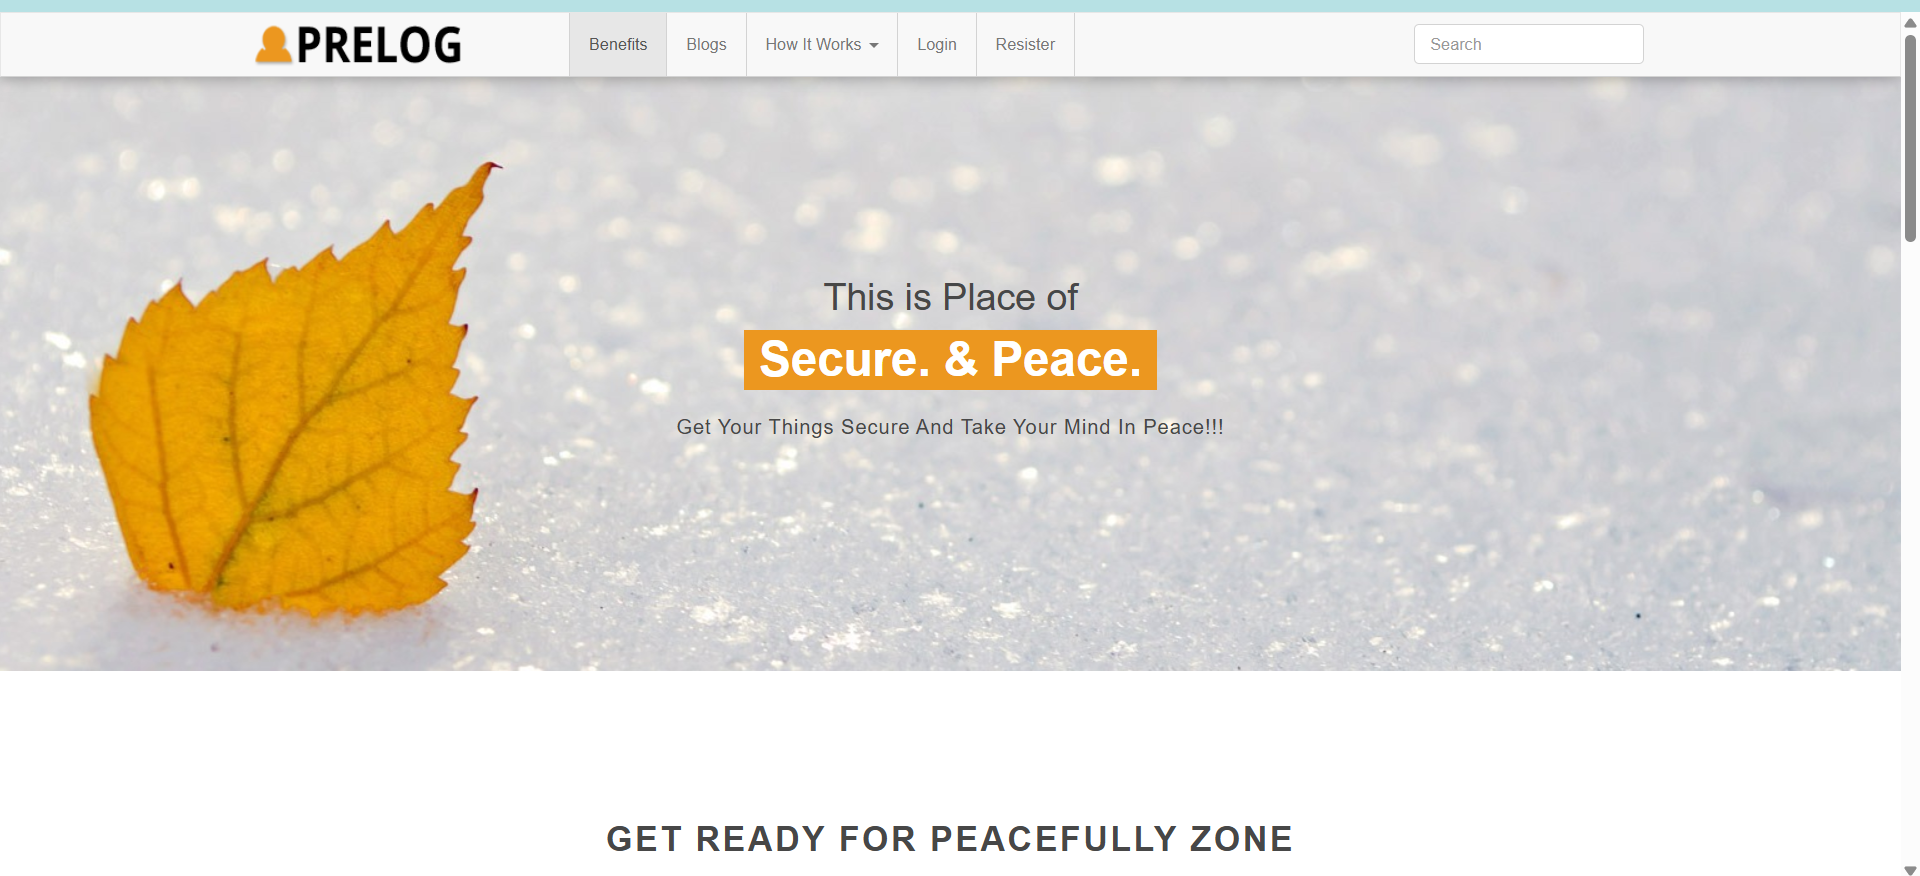 PRELOG
Benefits
Blogs
How It Works
Login
Resister
Search
This is Place of
Secure. & Peace.
Get Your Things Secure And Take Your Mind In Peace!!!
GET READY FOR PEACEFULLY ZONE